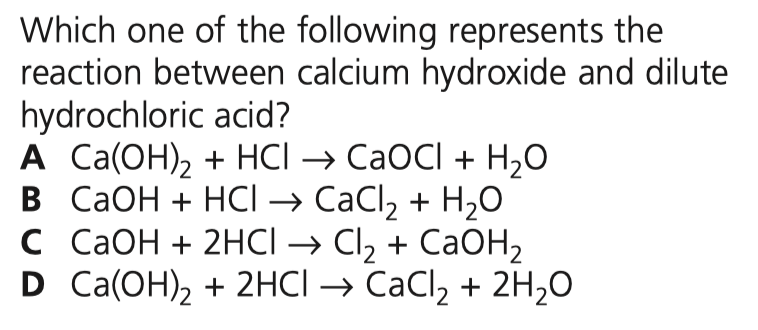 Which one of the following represents the
reaction between calcium hydroxide and dilute
hydrochloric acid?
A Ca(OH)₂ + HCl → CaOCl + H₂O
B CaOH + HCl → CaCl₂ + H₂O
C CaOH + 2HCl → Cl₂ + CaOH₂
D Ca(OH)₂ + 2HCl → CaCl₂ + 2H₂O